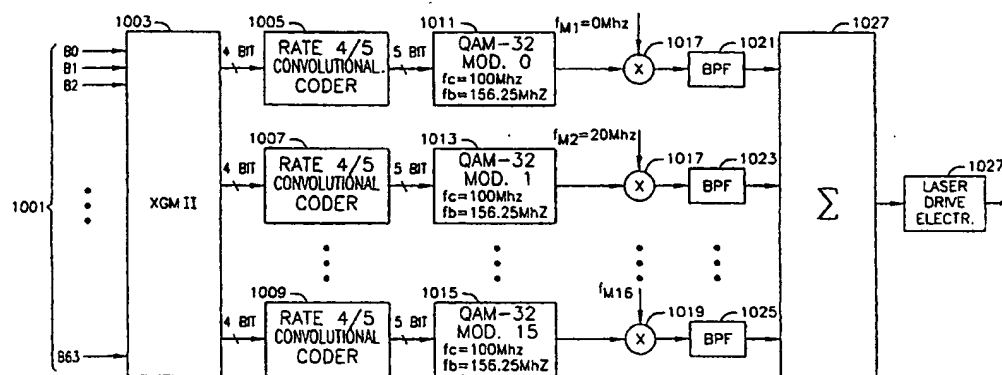 1003
1005
1011
fM1=0Mhz
1027
B0
B1
B2
4 BIT
RATE 4/5
CONVOLUTIONAL.
CODER
5 BIT
QAM-32
MOD. 0
fc=100Mhz
fb=156.25MhZ
X
1017
1021
BPF
1007
1013
fM2=20Mhz
4 BIT
RATE 4/5
CONVOLUTIONAL
CODER
5 BIT
QAM-32
MOD. 1
fc=100Mhz
fb=156.25MhZ
X
1017
1023
BPF
1001
XGM II
Σ
1027
LASER
DRIVE
ELECTR.
1009
1015
fM16
4 BIT
RATE 4/5
CONVOLUTIONAL
CODER
5 BIT
QAM-32
MOD. 15
fc=100Mhz
fb=156.25MhZ
X
1019
1025
BPF
B63